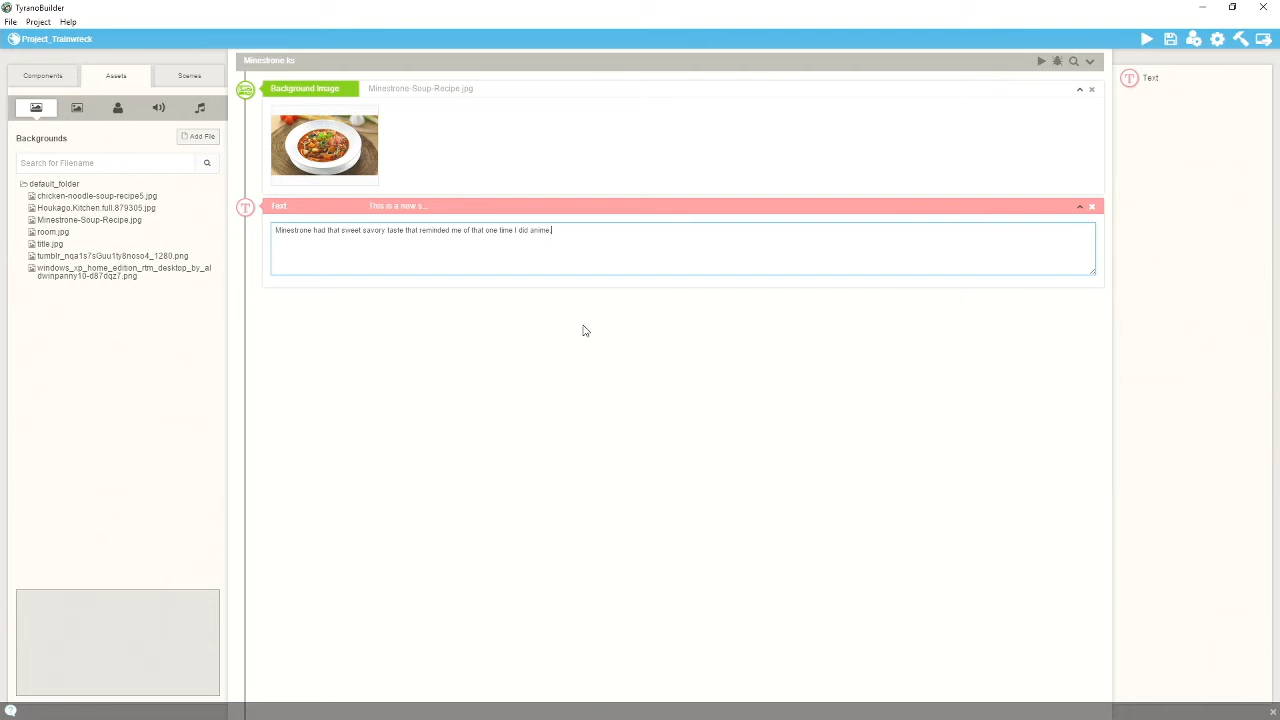 TyranoBuilder
File Project Help
Project_Trainwreck
Components Assets Scenes
Backgrounds
Add File
Search for Filename
default_folder
chicken-noodle-soup-recipe5.jpg
Houkago.Kitchen.full.879305.jpg
Minestrone-Soup-Recipe.jpg
room.jpg
title.jpg
tumblr_nqa1s7sGuu1ty8noso4_1280.png
windows_xp_home_edition_rtm_desktop_by_al
dwinpanny10-d87dqz7.png
Minestrone.ks
Background Image Minestrone-Soup-Recipe.jpg
T Text This is a new s...
Minestrone had that sweet savory taste that reminded me of that one time I did anime.
T Text